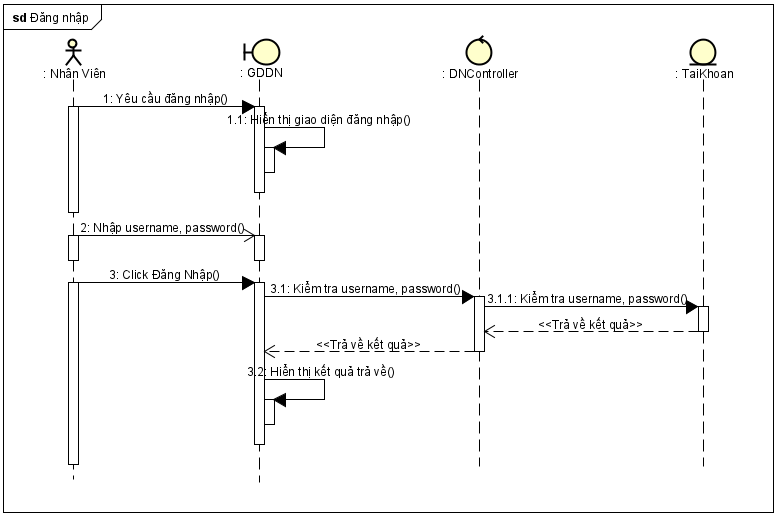 sd Đăng nhập
: Nhân Viên
: GDDN
: DNController
: TaiKhoan
1: Yêu cầu đăng nhập()
1.1: Hiển thị giao diện đăng nhập()
2: Nhập username, password()
3: Click Đăng Nhập()
3.1: Kiểm tra username, password()
3.1.1: Kiểm tra username, password()
<<Trả về kết quả>>
<<Trả về kết quả>>
3.2: Hiển thị kết quả trả về()